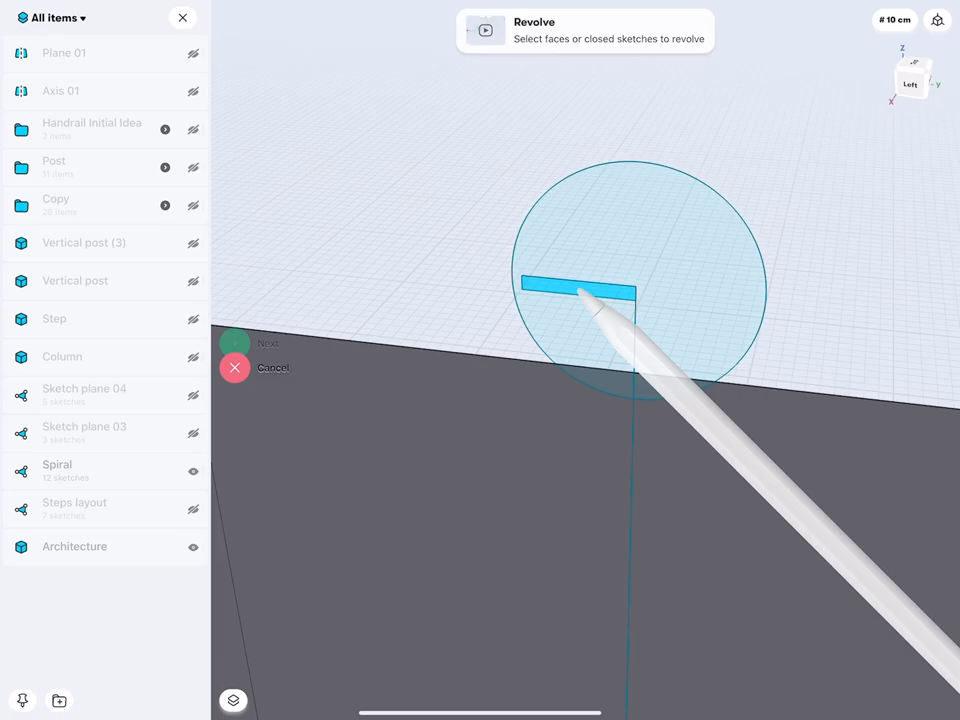 All items
Revolve
Select faces or closed sketches to revolve
# 10 cm
Z
Left
y
X
Plane 01
Axis 01
Handrail Initial Idea
2 items
Post
11 items
Copy
26 items
Vertical post (3)
Vertical post
Step
Column
Sketch plane 04
5 sketches
Sketch plane 03
3 sketches
Spiral
12 sketches
Steps layout
7 sketches
Architecture
Next
Cancel